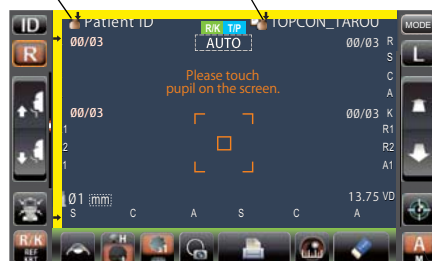 ID Patient ID R/K T/P TOPCON_TAROU MODE
R 00/03 AUTO 00/03 R L
S
Please touch C
pupil on the screen. A
00/03 00/03 K
1 R1
2 R2
1 A1
01 mm 13.75 VD
S C A S C A
R/K H A
REF M